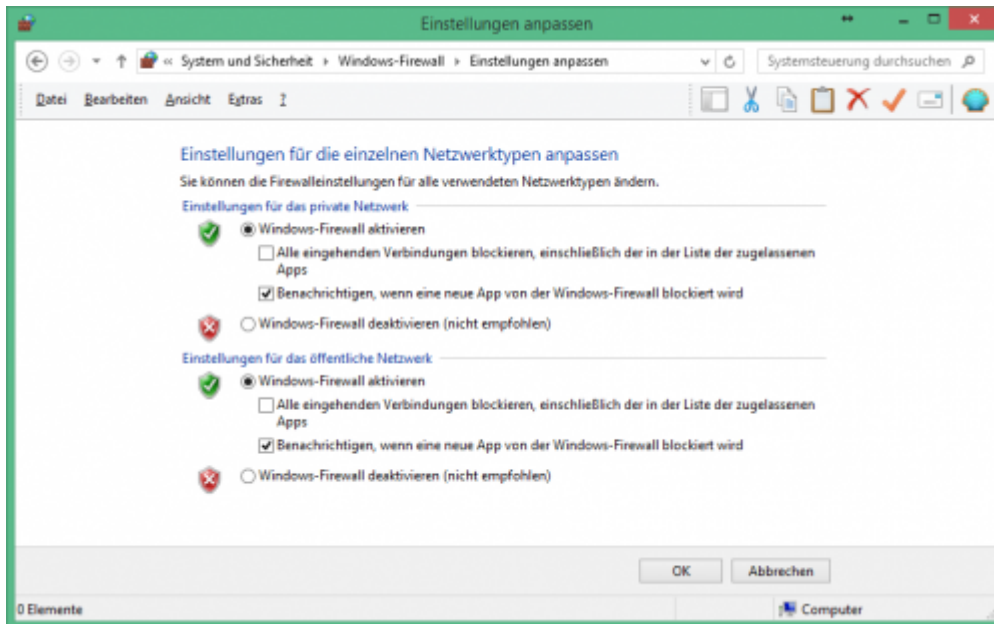 Einstellungen anpassen
« System und Sicherheit › Windows-Firewall › Einstellungen anpassen
Systemsteuerung durchsuchen
Datei Bearbeiten Ansicht Extras ?
Einstellungen für die einzelnen Netzwerktypen anpassen
Sie können die Firewalleinstellungen für alle verwendeten Netzwerktypen ändern.
Einstellungen für das private Netzwerk
Windows-Firewall aktivieren
Alle eingehenden Verbindungen blockieren, einschließlich der in der Liste der zugelassenen
Apps
Benachrichtigen, wenn eine neue App von der Windows-Firewall blockiert wird
Windows-Firewall deaktivieren (nicht empfohlen)
Einstellungen für das öffentliche Netzwerk
Windows-Firewall aktivieren
Alle eingehenden Verbindungen blockieren, einschließlich der in der Liste der zugelassenen
Apps
Benachrichtigen, wenn eine neue App von der Windows-Firewall blockiert wird
Windows-Firewall deaktivieren (nicht empfohlen)
OK Abbrechen
0 Elemente Computer